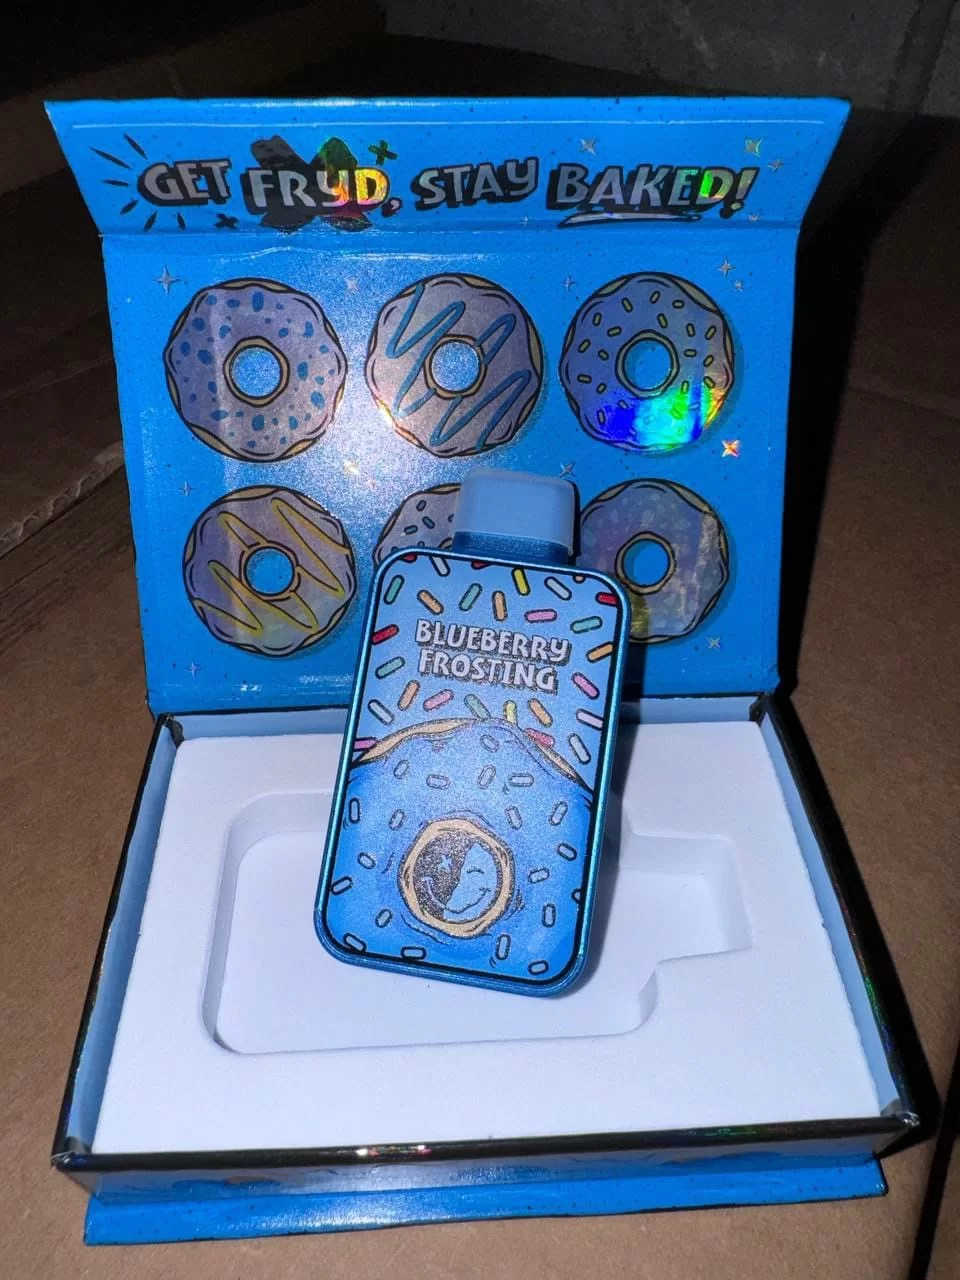 GET FRYD, STAY BAKED!
BLUEBERRY
FROSTING